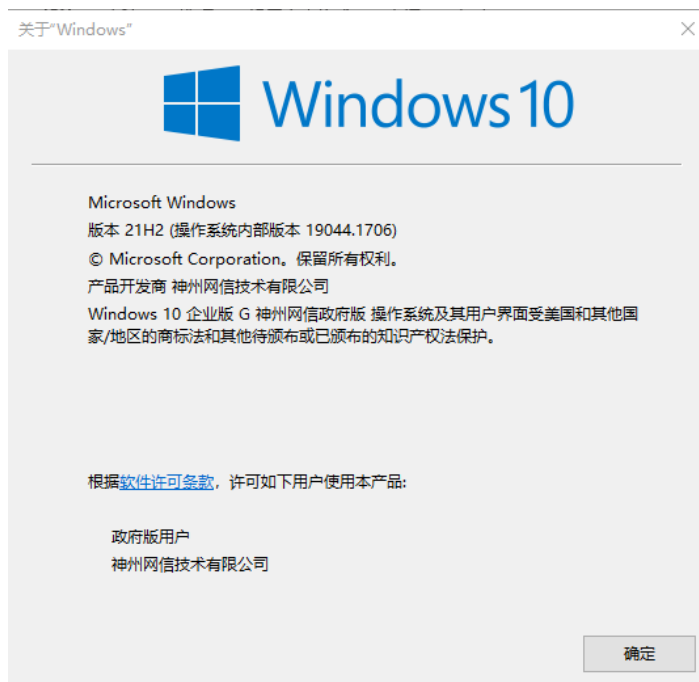 关于“Windows”
Windows 10
Microsoft Windows
版本 21H2 (操作系统内部版本 19044.1706)
© Microsoft Corporation。保留所有权利。
产品开发商 神州网信技术有限公司
Windows 10 企业版 G 神州网信政府版 操作系统及其用户界面受美国和其他国
家/地区的商标法和其他待颁布或已颁布的知识产权法保护。
根据软件许可条款，许可如下用户使用本产品:
政府版用户
神州网信技术有限公司
确定